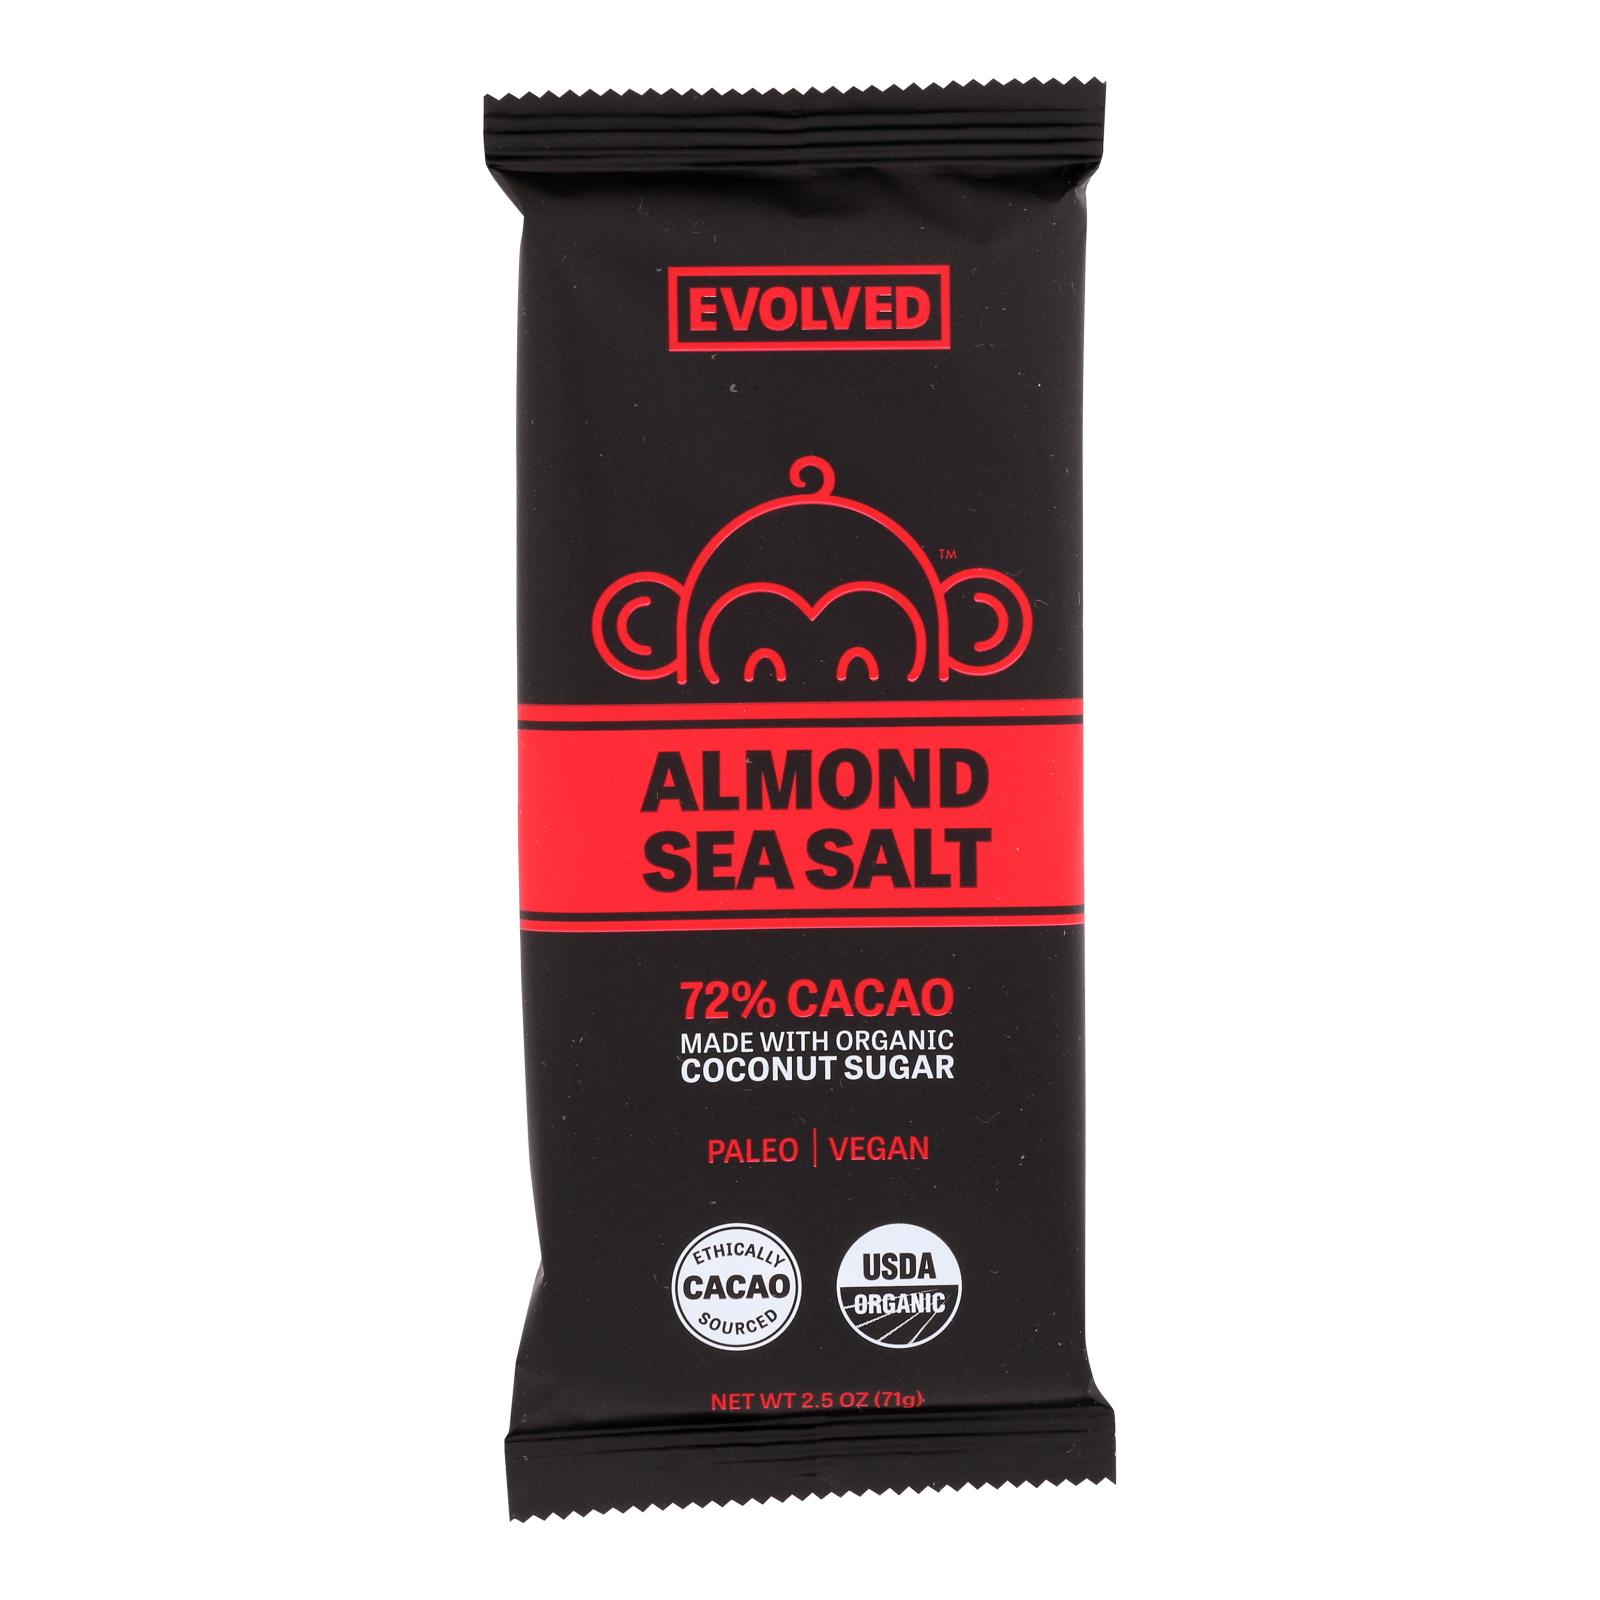 EVOLVED
TM
ALMOND
SEA SALT
72% CACAO
MADE WITH ORGANIC
COCONUT SUGAR
PALEO | VEGAN
ETHICALLY
CACAO
SOURCED
USDA
ORGANIC
NET WT 2.5 OZ (71g)